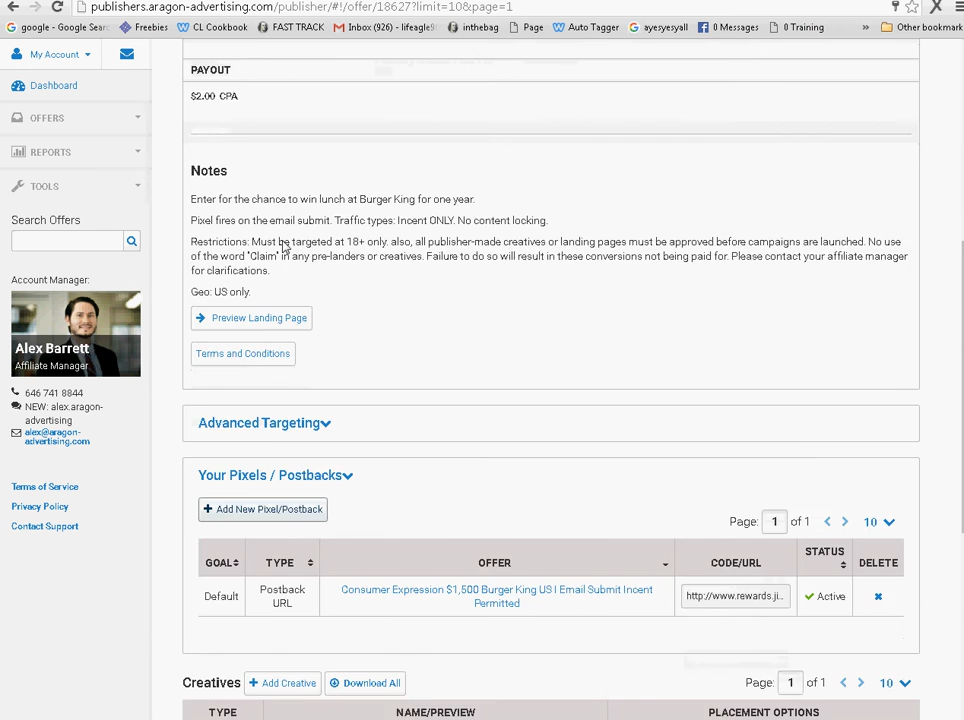 publishers.aragon-advertising.com/publisher/#!/offer/18627?limit=10&page=1
google - Google Sear Freebies CL Cookbook FAST TRACK Inbox (926) - lifeagle9 inthebag Page Auto Tagger ayesyesyall 0 Messages 0 Training » Other bookmark
My Account
Dashboard
OFFERS
REPORTS
TOOLS
Search Offers
Account Manager:
Alex Barrett
Affiliate Manager
646 741 8844
NEW: alex.aragon-
advertising
alex@aragon-
advertising.com
Terms of Service
Privacy Policy
Contact Support
PAYOUT
$2.00 CPA
Notes
Enter for the chance to win lunch at Burger King for one year.
Pixel fires on the email submit. Traffic types: Incent ONLY. No content locking.
Restrictions: Must be targeted at 18+ only. also, all publisher-made creatives or landing pages must be approved before campaigns are launched. No use
of the word "Claim" in any pre-landers or creatives. Failure to do so will result in these conversions not being paid for. Please contact your affiliate manager
for clarifications.
Geo: US only.
Preview Landing Page
Terms and Conditions
Advanced Targeting
Your Pixels / Postbacks
+ Add New Pixel/Postback
Page: 1 of 1 10
GOAL TYPE OFFER CODE/URL STATUS DELETE
Default Postback URL Consumer Expression $1,500 Burger King US | Email Submit Incent Permitted http://www.rewards.ji... Active
Creatives + Add Creative Download All Page: 1 of 1 10
TYPE NAME/PREVIEW PLACEMENT OPTIONS